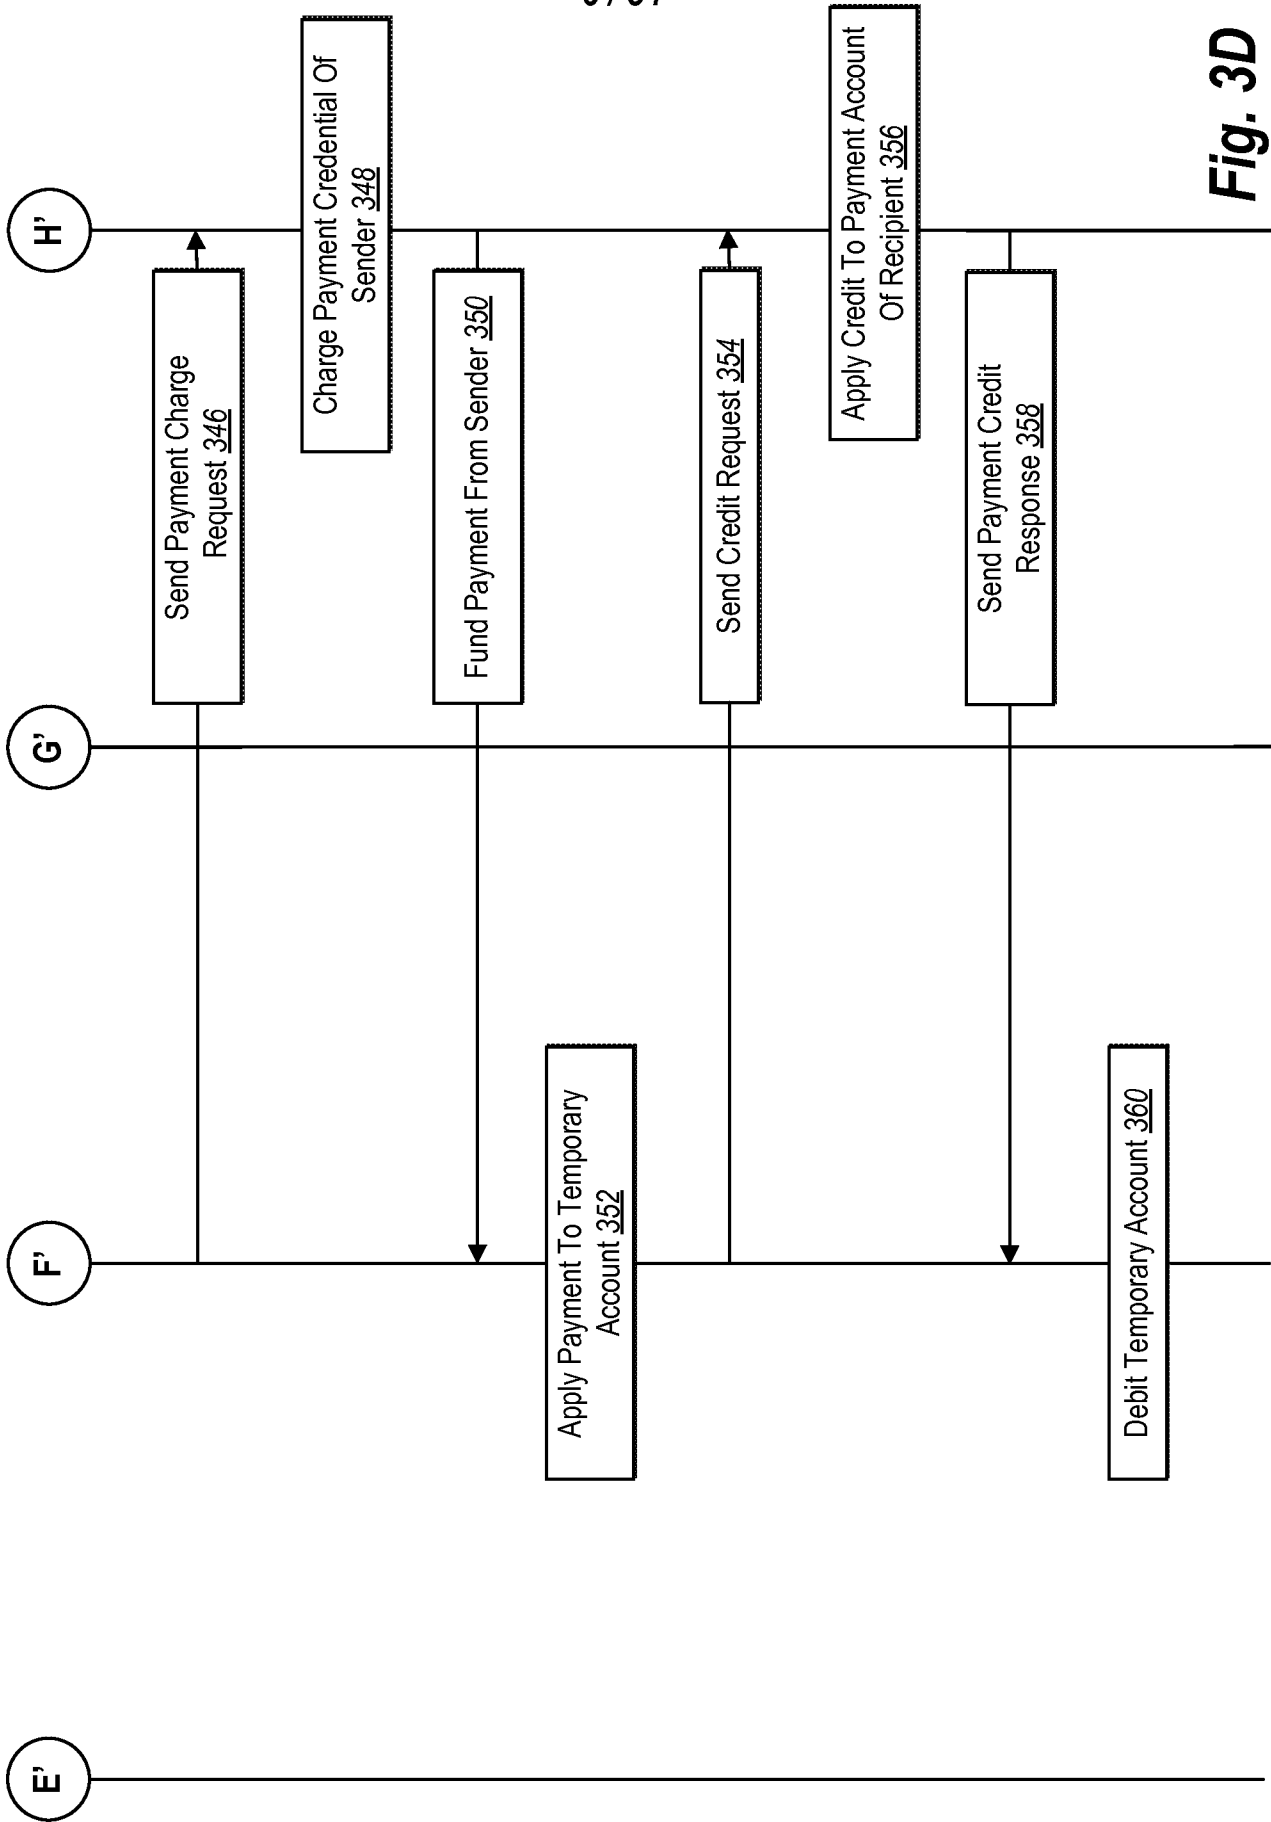 E'
F'
G'
H'
Send Payment Charge
Request 346
Charge Payment Credential Of
Sender 348
Fund Payment From Sender 350
Apply Payment To Temporary
Account 352
Send Credit Request 354
Apply Credit To Payment Account
Of Recipient 356
Send Payment Credit
Response 358
Debit Temporary Account 360
Fig. 3D